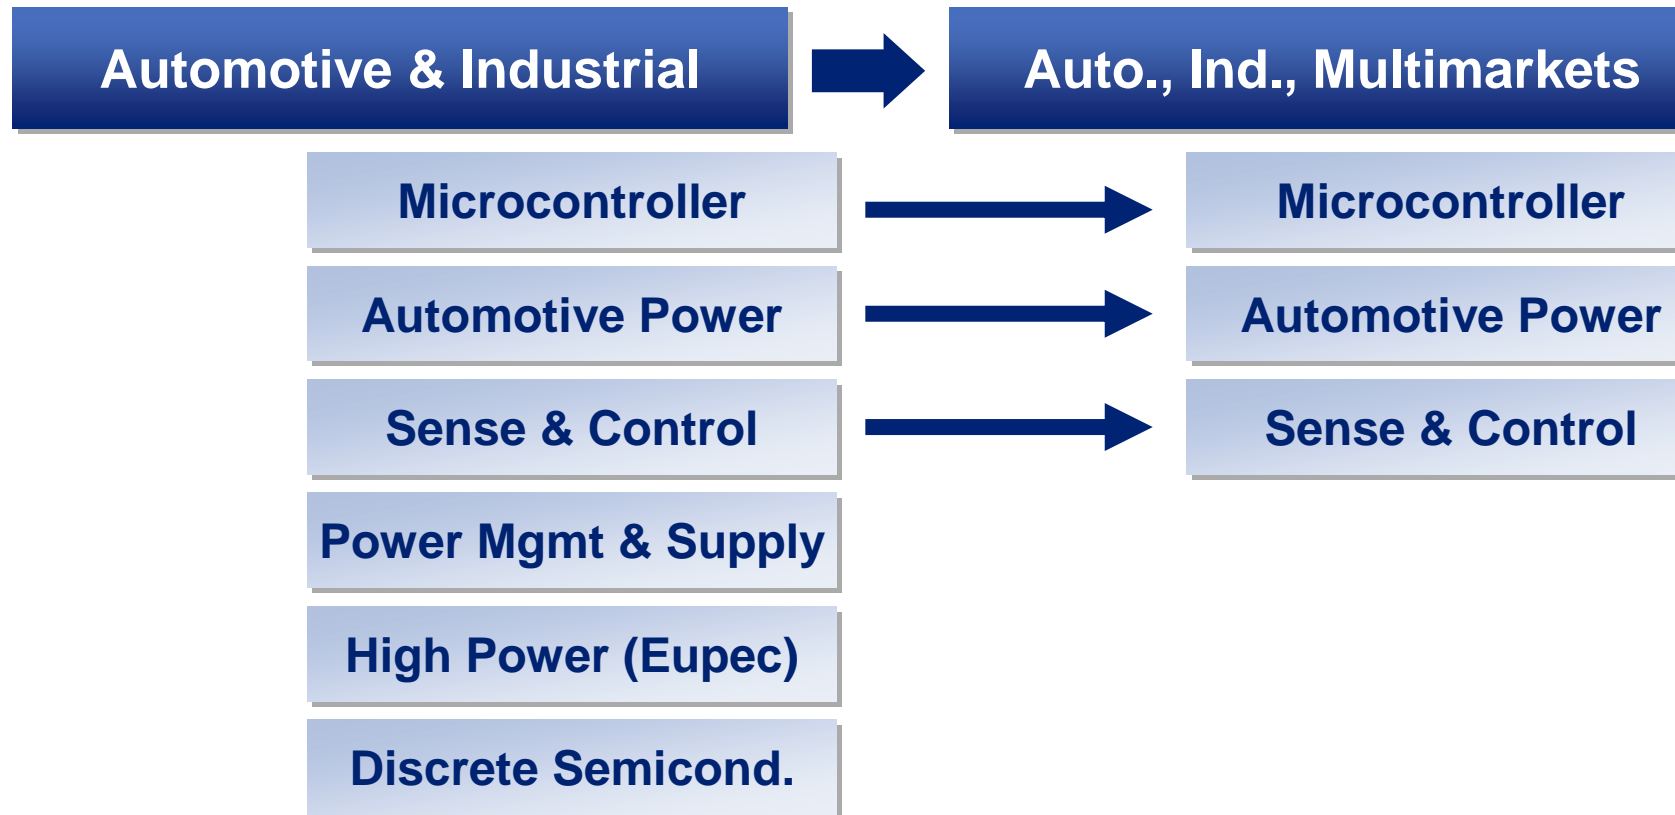 Automotive & Industrial
Auto., Ind., Multimarkets
Microcontroller
Microcontroller
Automotive Power
Automotive Power
Sense & Control
Sense & Control
Power Mgmt & Supply
High Power (Eupec)
Discrete Semicond.